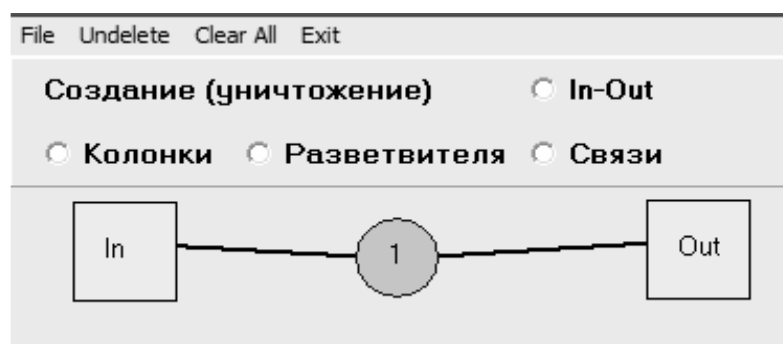 File Undelete Clear All Exit
Создание (уничтожение) In-Out
Колонки Разветвителя Связи
In 1 Out